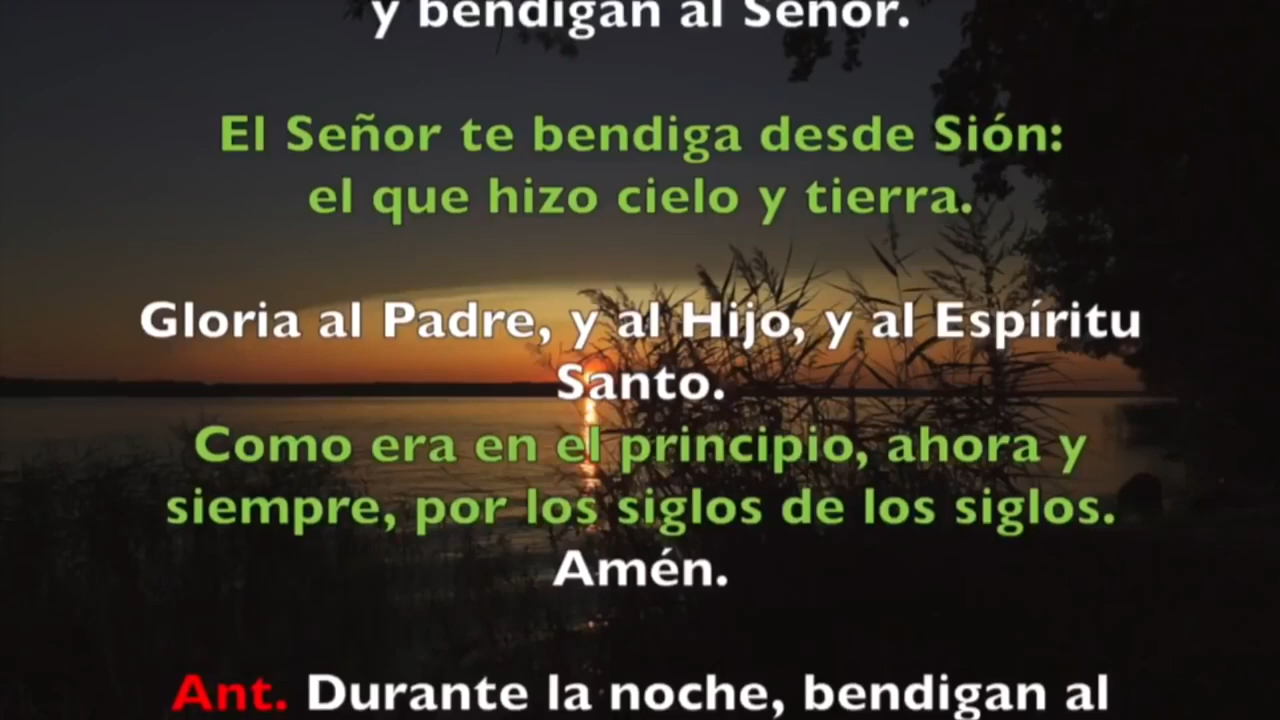 y bendigan al Señor.
El Señor te bendiga desde Sión:
el que hizo cielo y tierra.
Gloria al Padre, y al Hijo, y al Espíritu
Santo.
Como era en el principio, ahora y
siempre, por los siglos de los siglos.
Amén.
Ant. Durante la noche, bendigan al